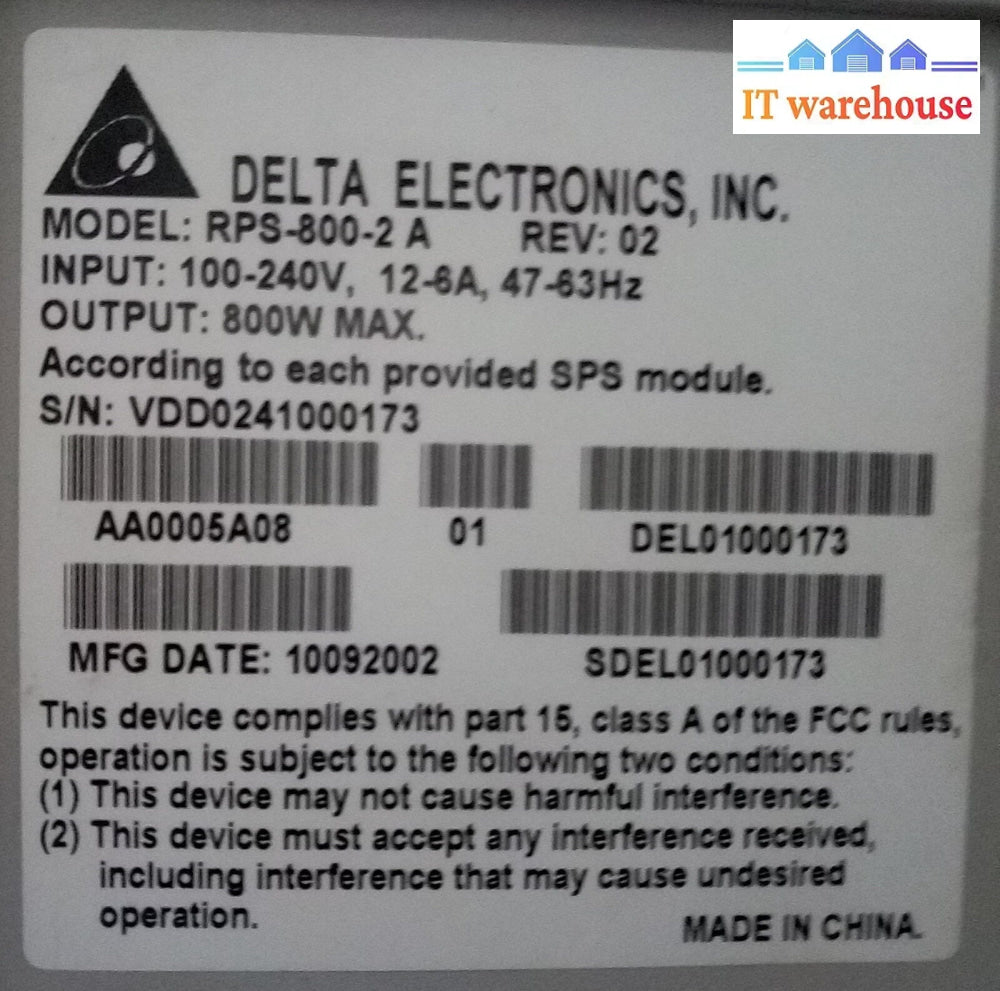 IT warehouse
DELTA ELECTRONICS, INC.
MODEL: RPS-800-2 A REV: 02
INPUT: 100-240V, 12-6A, 47-63Hz
OUTPUT: 800W MAX.
According to each provided SPS module.
S/N: VDD0241000173
AA0005A08 01 DEL01000173
MFG DATE: 10092002 SDEL01000173
This device complies with part 15, class A of the FCC rules,
operation is subject to the following two conditions:
(1) This device may not cause harmful interference.
(2) This device must accept any interference received,
including interference that may cause undesired
operation.
MADE IN CHINA.